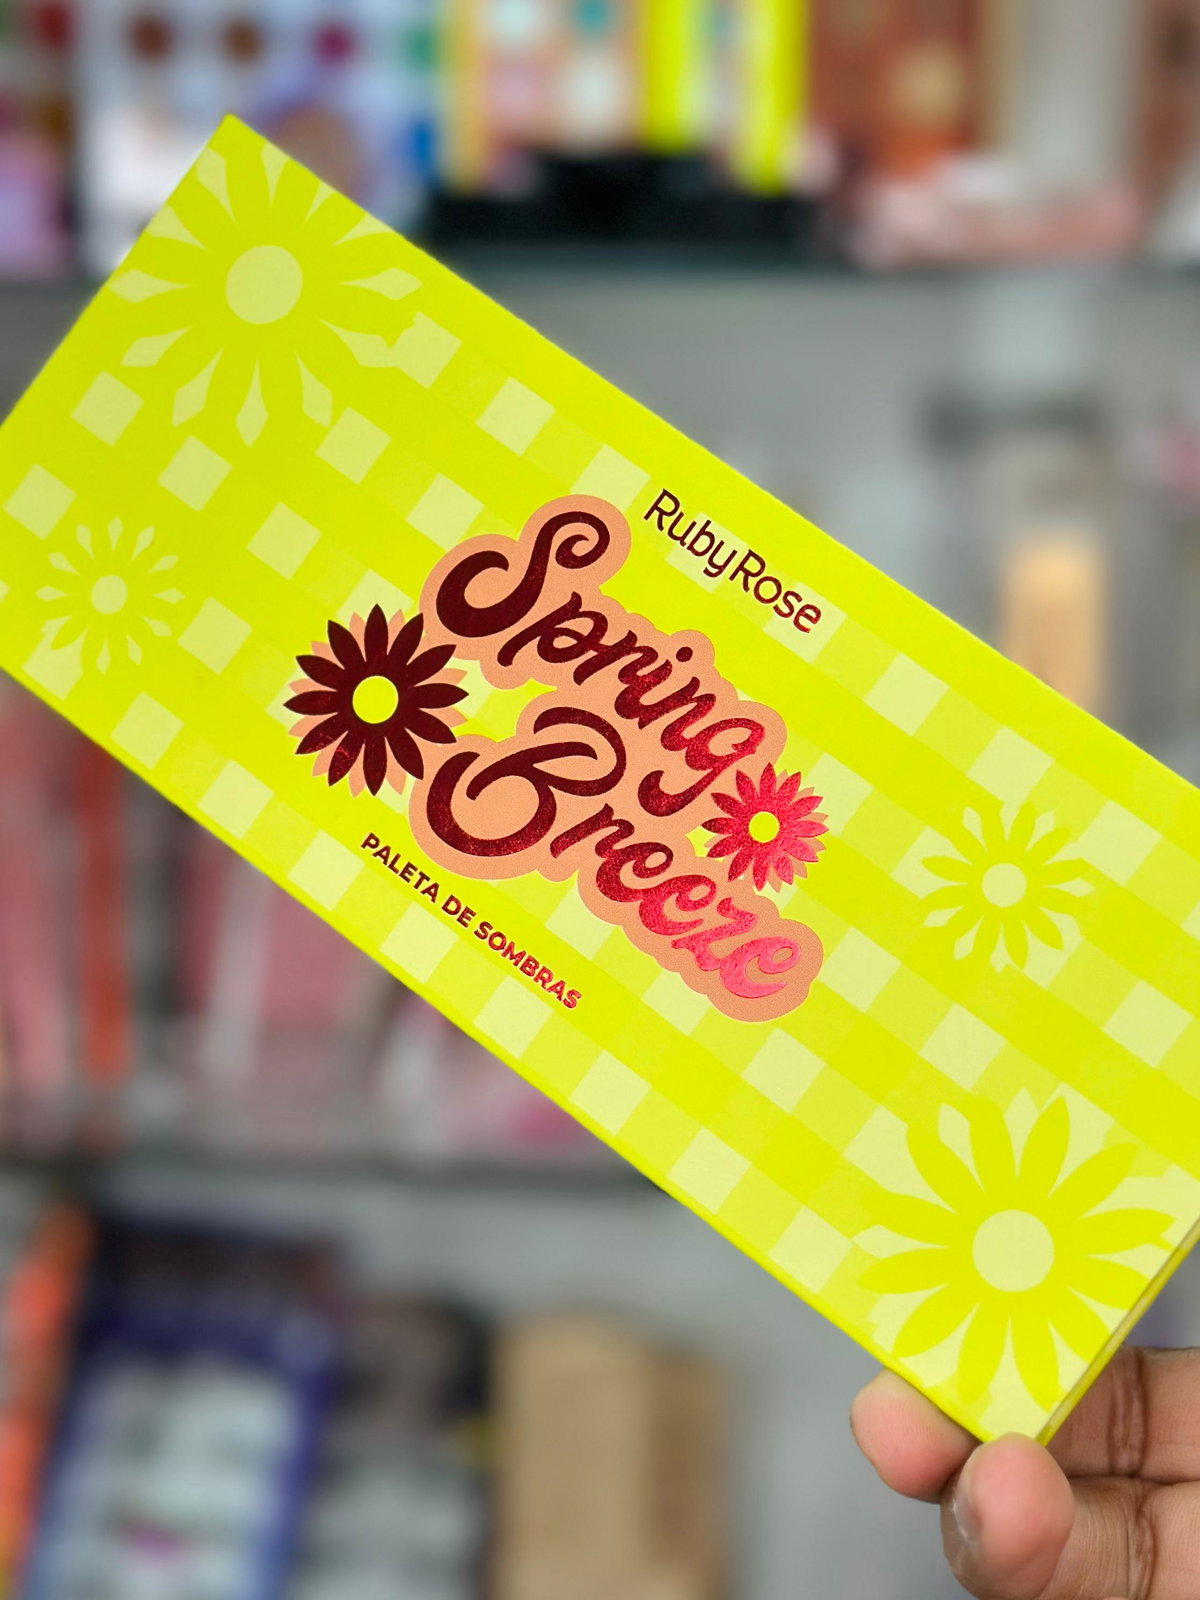 RubyRose
Spring
Breeze
PALETA DE SOMBRAS